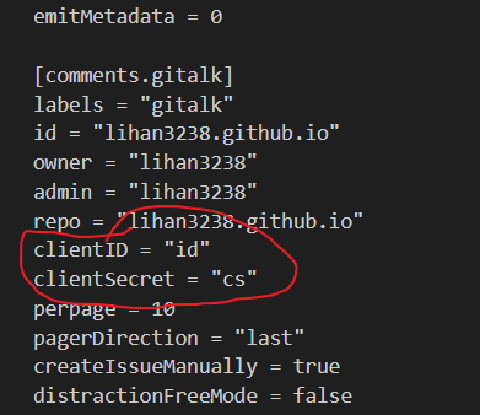 emitMetadata = 0
[comments.gitalk]
labels = "gitalk"
id = "lihan3238.github.io"
owner = "lihan3238"
admin = "lihan3238"
repo = "lihan3238.github.io"
clientID = "id"
clientSecret = "cs"
perpage = 10
pagerDirection = "last"
createIssueManually = true
distractionFreeMode = false